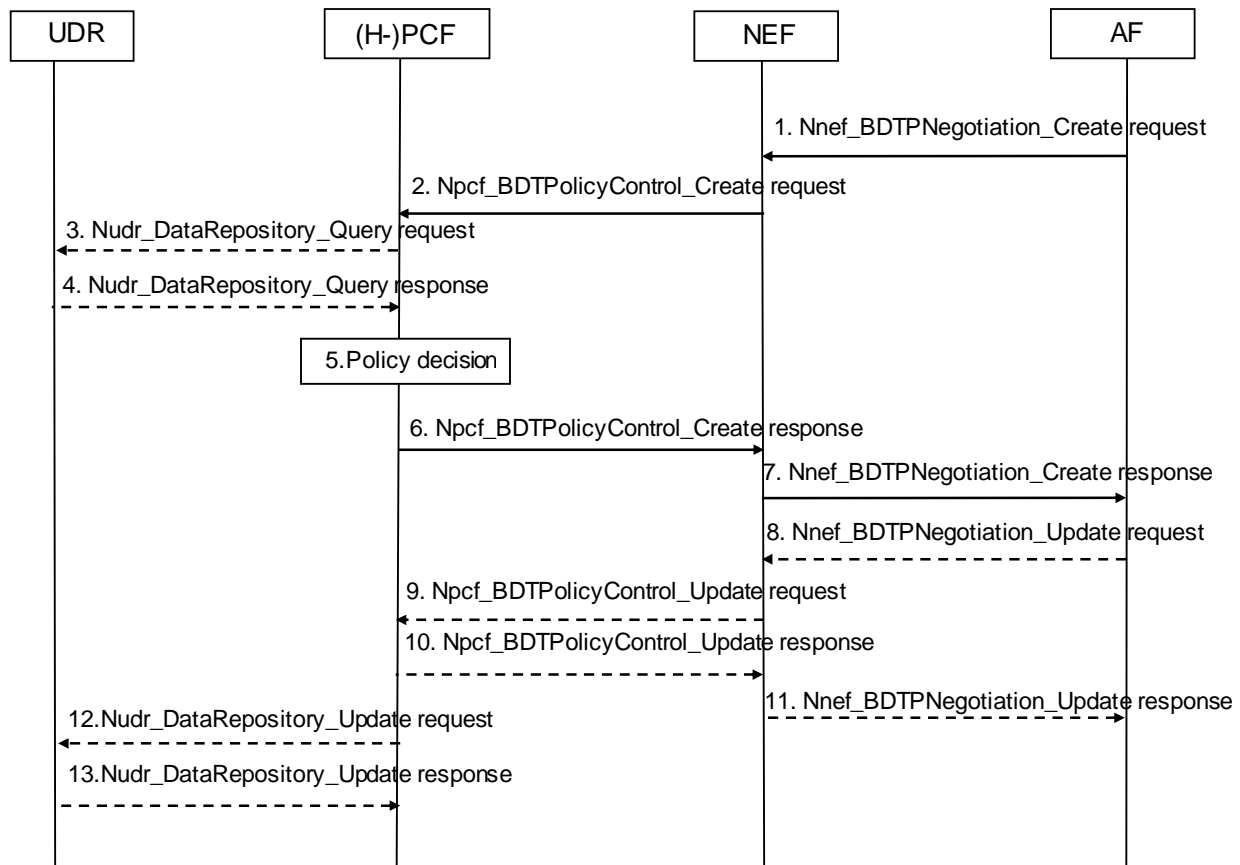 UDR
(H-)PCF
NEF
AF
1. Nnef_BDTPNegotiation_Create request
2. Npcf_BDTPolicyControl_Create request
3. Nudr_DataRepository_Query request
4. Nudr_DataRepository_Query response
5.Policy decision
6. Npcf_BDTPolicyControl_Create response
7. Nnef_BDTPNegotiation_Create response
8. Nnef_BDTPNegotiation_Update request
9. Npcf_BDTPolicyControl_Update request
10. Npcf_BDTPolicyControl_Update response
11. Nnef_BDTPNegotiation_Update response
12.Nudr_DataRepository_Update request
13.Nudr_DataRepository_Update response